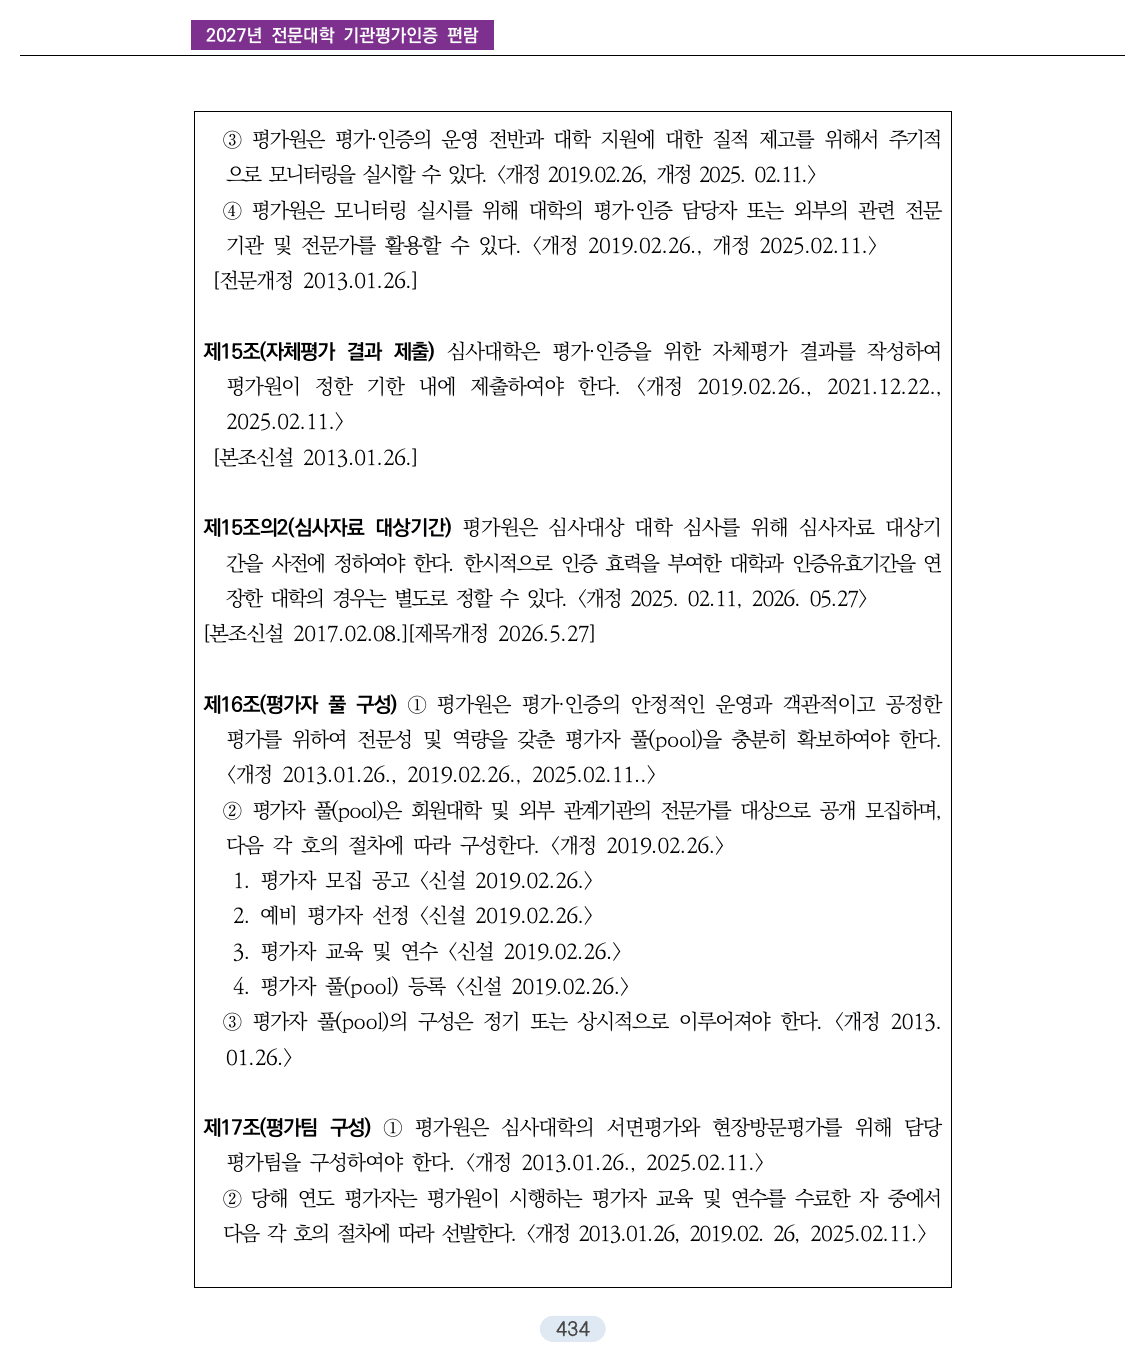 2027년 전문대학 기관평가인증 편람
③ 평가원은 평가·인증의 운영 전반과 대학 지원에 대한 질적 제고를 위해서 주기적
으로 모니터링을 실시할 수 있다. 〈개정 2019.02.26, 개정 2025. 02.11.〉
④ 평가원은 모니터링 실시를 위해 대학의 평가·인증 담당자 또는 외부의 관련 전문
기관 및 전문가를 활용할 수 있다. 〈개정 2019.02.26., 개정 2025.02.11.〉
[전문개정 2013.01.26.]
제15조(자체평가 결과 제출) 심사대학은 평가·인증을 위한 자체평가 결과를 작성하여
평가원이 정한 기한 내에 제출하여야 한다. 〈개정 2019.02.26., 2021.12.22.,
2025.02.11.〉
[본조신설 2013.01.26.]
제15조의2(심사자료 대상기간) 평가원은 심사대상 대학 심사를 위해 심사자료 대상기
간을 사전에 정하여야 한다. 한시적으로 인증 효력을 부여한 대학과 인증유효기간을 연
장한 대학의 경우는 별도로 정할 수 있다. 〈개정 2025. 02.11, 2026. 05.27〉
[본조신설 2017.02.08.][제목개정 2026.5.27]
제16조(평가자 풀 구성) ① 평가원은 평가·인증의 안정적인 운영과 객관적이고 공정한
평가를 위하여 전문성 및 역량을 갖춘 평가자 풀(pool)을 충분히 확보하여야 한다.
〈개정 2013.01.26., 2019.02.26., 2025.02.11..〉
② 평가자 풀(pool)은 회원대학 및 외부 관계기관의 전문가를 대상으로 공개 모집하며,
다음 각 호의 절차에 따라 구성한다. 〈개정 2019.02.26.〉
1. 평가자 모집 공고 〈신설 2019.02.26.〉
2. 예비 평가자 선정 〈신설 2019.02.26.〉
3. 평가자 교육 및 연수 〈신설 2019.02.26.〉
4. 평가자 풀(pool) 등록 〈신설 2019.02.26.〉
③ 평가자 풀(pool)의 구성은 정기 또는 상시적으로 이루어져야 한다. 〈개정 2013.
01.26.〉
제17조(평가팀 구성) ① 평가원은 심사대학의 서면평가와 현장방문평가를 위해 담당
평가팀을 구성하여야 한다. 〈개정 2013.01.26., 2025.02.11.〉
② 당해 연도 평가자는 평가원이 시행하는 평가자 교육 및 연수를 수료한 자 중에서
다음 각 호의 절차에 따라 선발한다. 〈개정 2013.01.26, 2019.02. 26, 2025.02.11.〉
434